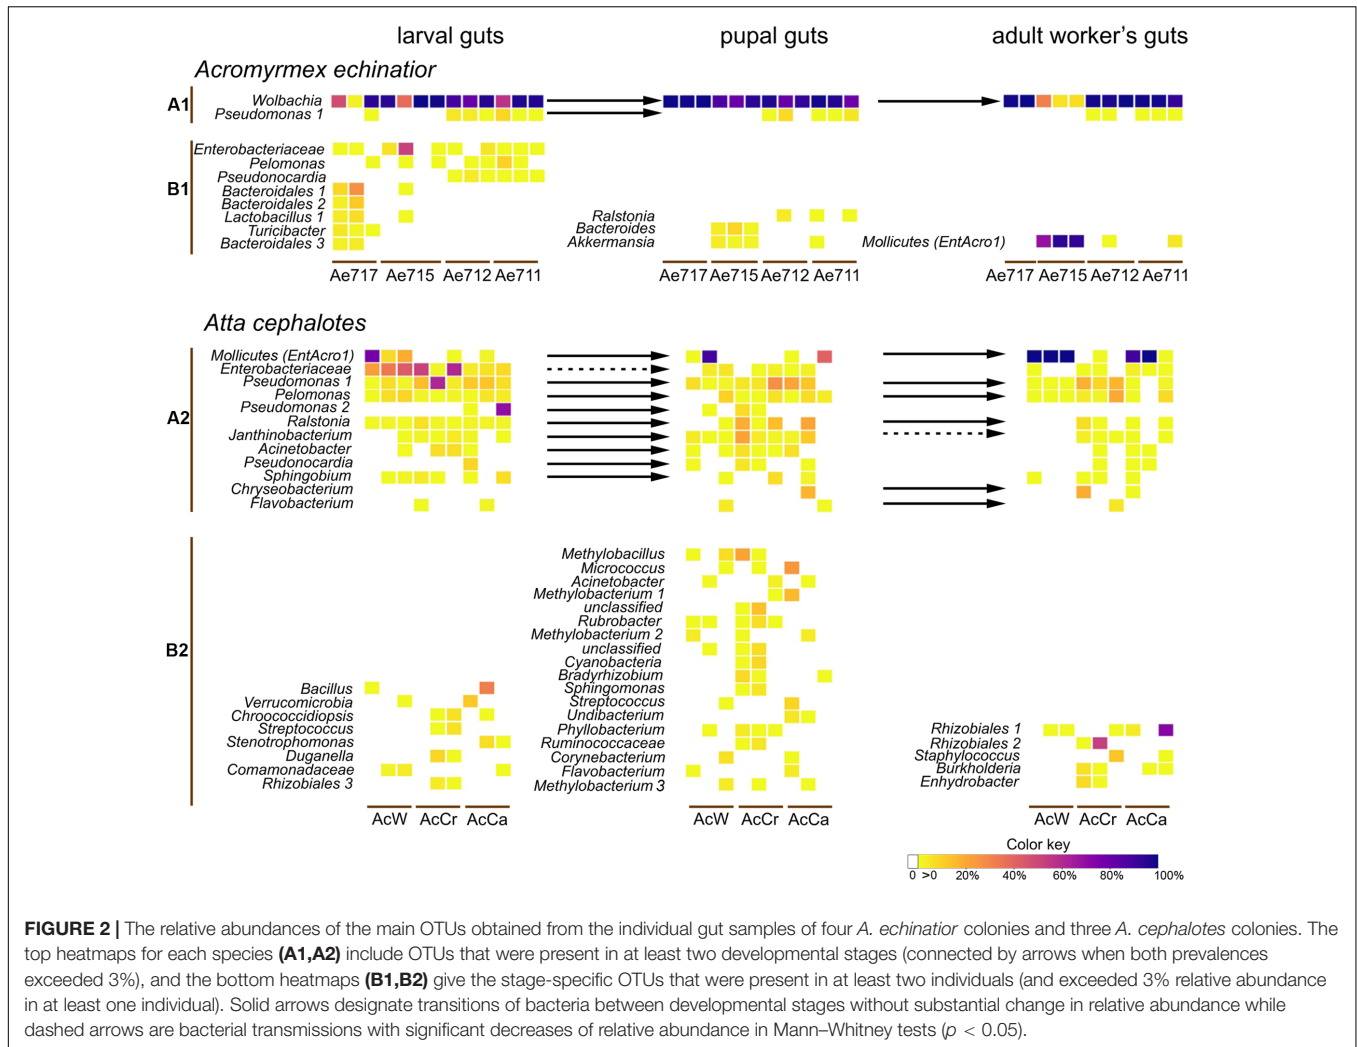 larval guts pupal guts adult worker's guts
Acromyrmex echinatior
A1
Wolbachia
Pseudomonas 1
B1
Enterobacteriaceae
Pelomonas
Pseudonocardia
Bacteroidales 1
Bacteroidales 2
Lactobacillus 1
Turicibacter
Bacteroidales 3
Ralstonia
Bacteroides
Akkermansia
Mollicutes (EntAcro1)
Ae717 Ae715 Ae712 Ae711
Ae717 Ae715 Ae712 Ae711
Ae717 Ae715 Ae712 Ae711
Atta cephalotes
A2
Mollicutes (EntAcro1)
Enterobacteriaceae
Pseudomonas 1
Pelomonas
Pseudomonas 2
Ralstonia
Janthinobacterium
Acinetobacter
Pseudonocardia
Sphingobium
Chryseobacterium
Flavobacterium
B2
Bacillus
Verrucomicrobia
Chroococcidiopsis
Streptococcus
Stenotrophomonas
Duganella
Comamonadaceae
Rhizobiales 3
Methylobacillus
Micrococcus
Acinetobacter
Methylobacterium 1
unclassified
Rubrobacter
Methylobacterium 2
unclassified
Cyanobacteria
Bradyrhizobium
Sphingomonas
Streptococcus
Undibacterium
Phyllobacterium
Ruminococcaceae
Corynebacterium
Flavobacterium
Methylobacterium 3
Rhizobiales 1
Rhizobiales 2
Staphylococcus
Burkholderia
Enhydrobacter
AcW AcCr AcCa
AcW AcCr AcCa
AcW AcCr AcCa
Color key
0 >0 20% 40% 60% 80% 100%
FIGURE 2 | The relative abundances of the main OTUs obtained from the individual gut samples of four A. echinatior colonies and three A. cephalotes colonies. The
top heatmaps for each species (A1,A2) include OTUs that were present in at least two developmental stages (connected by arrows when both prevalences
exceeded 3%), and the bottom heatmaps (B1,B2) give the stage-specific OTUs that were present in at least two individuals (and exceeded 3% relative abundance
in at least one individual). Solid arrows designate transitions of bacteria between developmental stages without substantial change in relative abundance while
dashed arrows are bacterial transmissions with significant decreases of relative abundance in Mann–Whitney tests (p < 0.05).